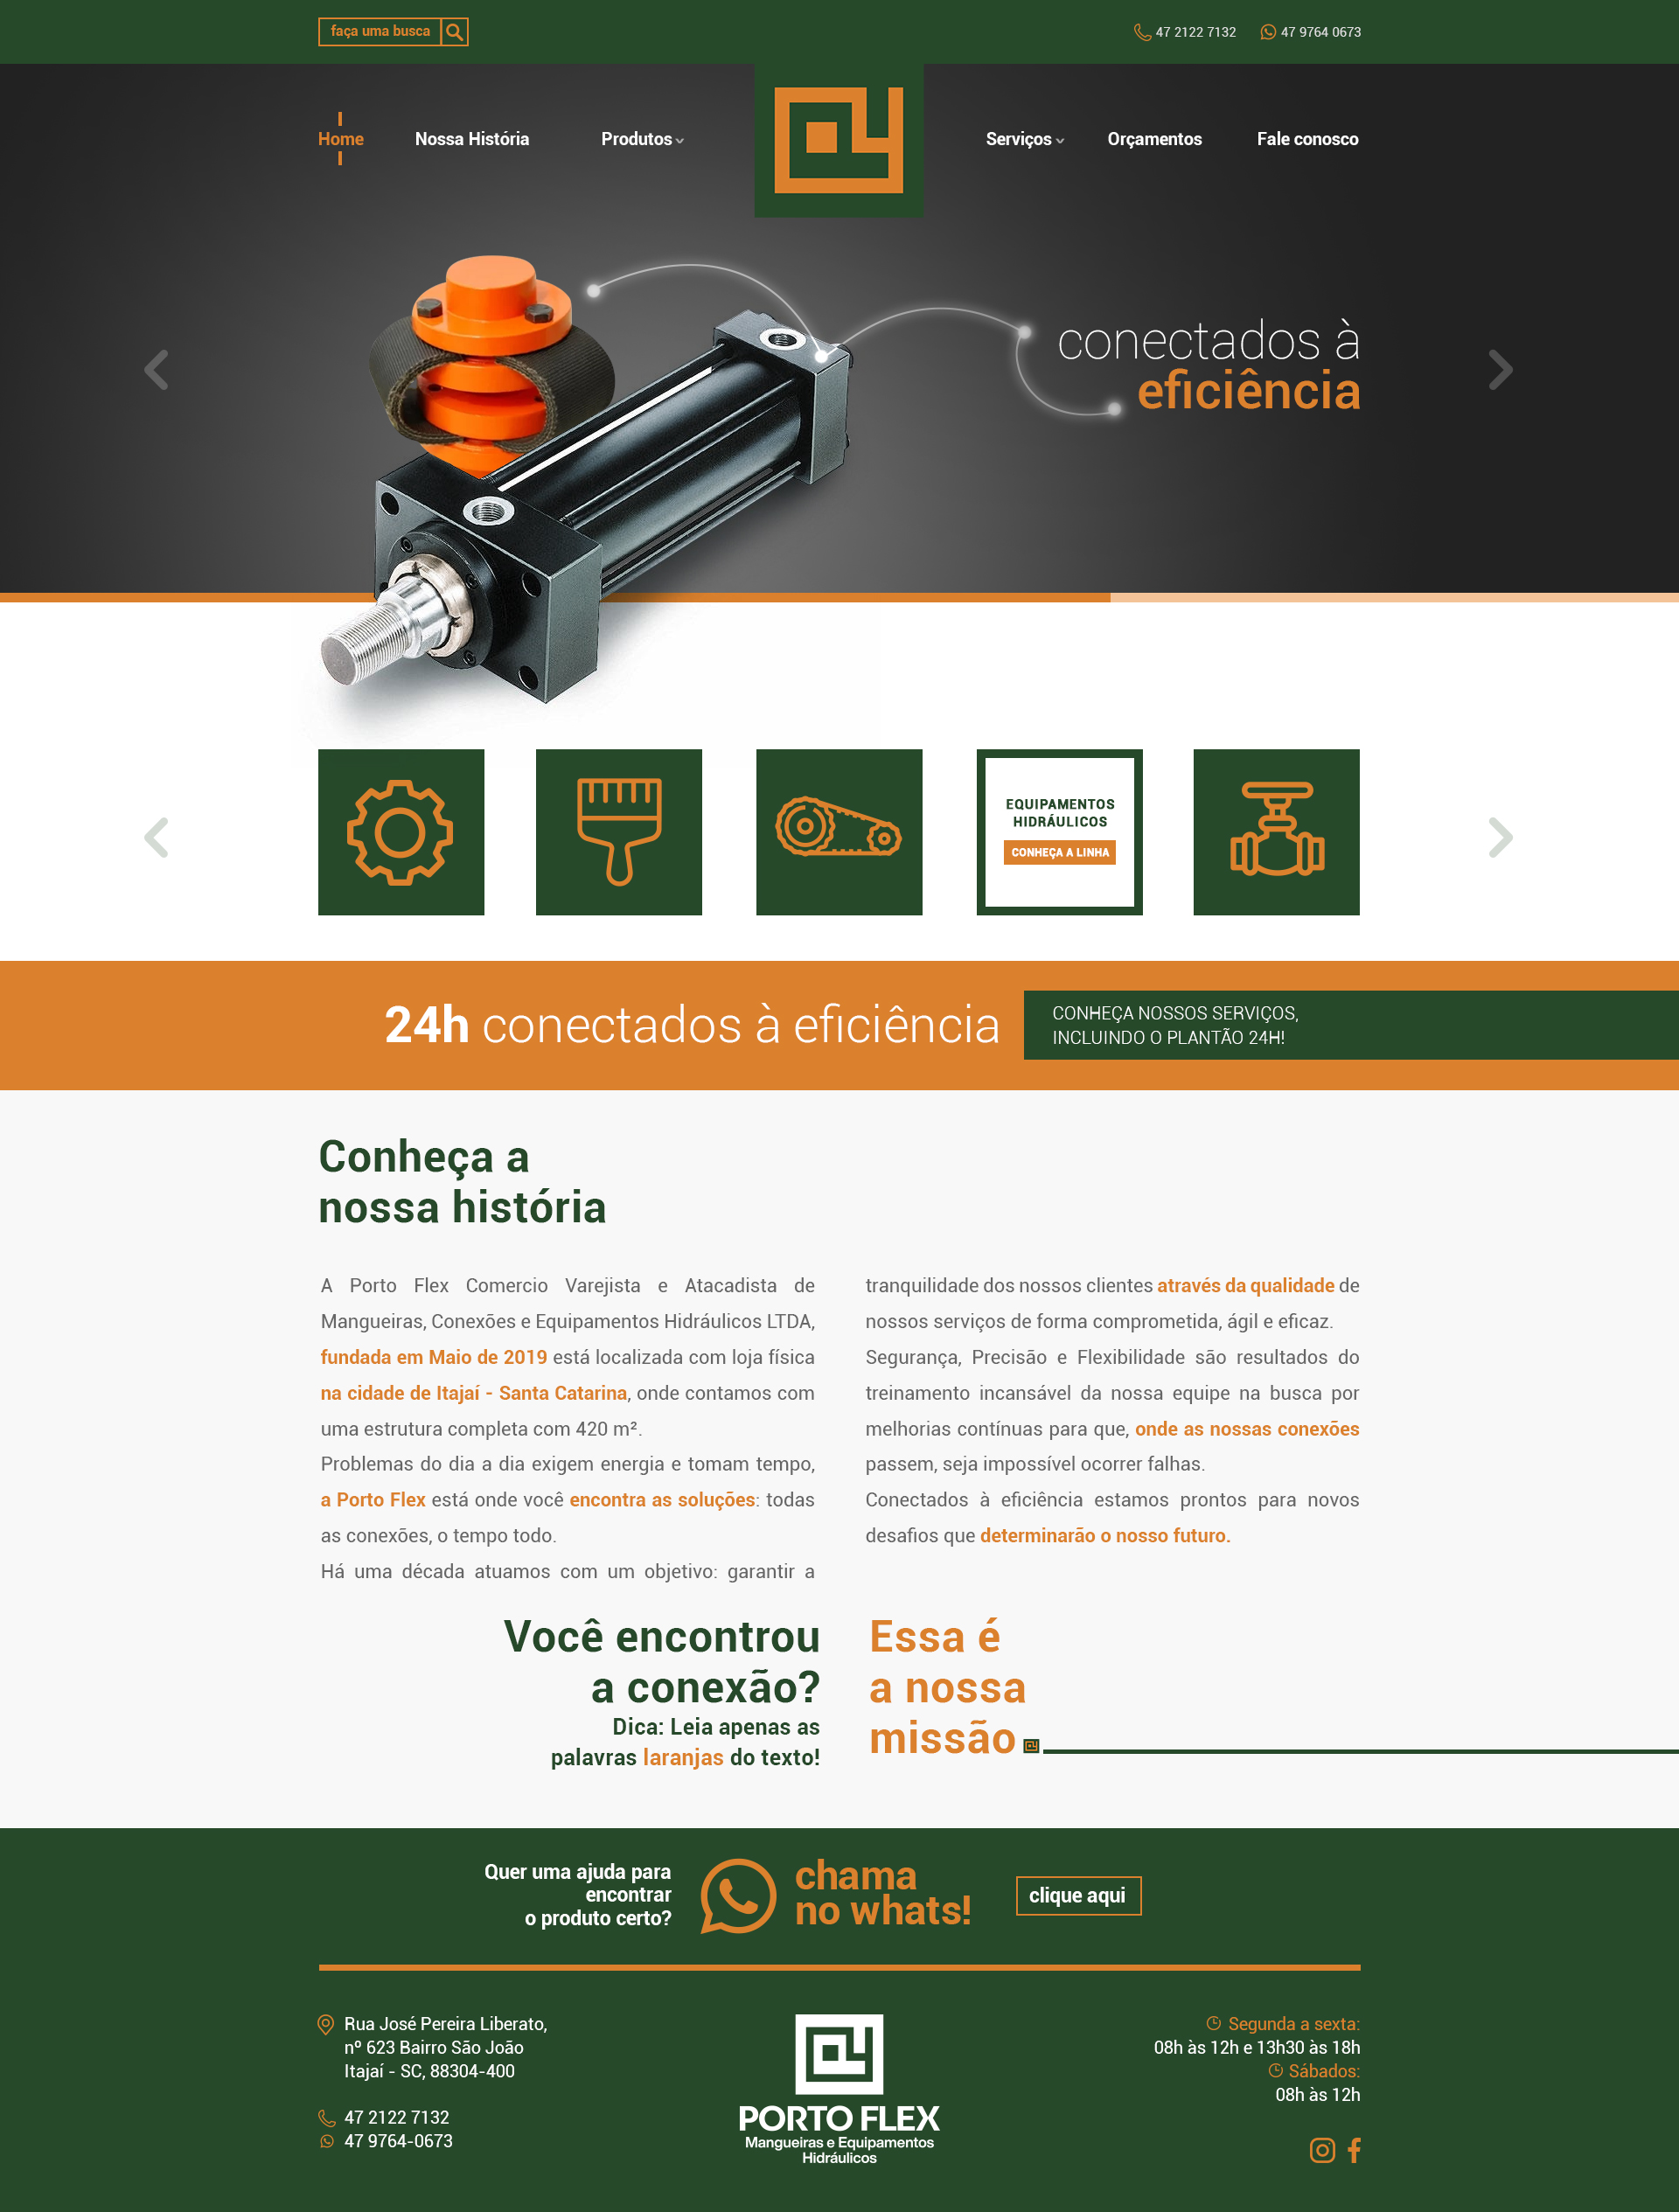 faça uma busca
47 2122 7132
47 9764 0673
Home
Nossa História
Produtos
Serviços
Orçamentos
Fale conosco
conectados à
eficiência
EQUIPAMENTOS
HIDRÁULICOS
CONHEÇA A LINHA
24h conectados à eficiência
CONHEÇA NOSSOS SERVIÇOS,
INCLUINDO O PLANTÃO 24H!
Conheça a
nossa história
A Porto Flex Comercio Varejista e Atacadista de
Mangueiras, Conexões e Equipamentos Hidráulicos LTDA,
fundada em Maio de 2019 está localizada com loja física
na cidade de Itajaí - Santa Catarina, onde contamos com
uma estrutura completa com 420 m².
Problemas do dia a dia exigem energia e tomam tempo,
a Porto Flex está onde você encontra as soluções: todas
as conexões, o tempo todo.
Há uma década atuamos com um objetivo: garantir a
tranquilidade dos nossos clientes através da qualidade de
nossos serviços de forma comprometida, ágil e eficaz.
Segurança, Precisão e Flexibilidade são resultados do
treinamento incansável da nossa equipe na busca por
melhorias contínuas para que, onde as nossas conexões
passem, seja impossível ocorrer falhas.
Conectados à eficiência estamos prontos para novos
desafios que determinarão o nosso futuro.
Você encontrou
a conexão?
Dica: Leia apenas as
palavras laranjas do texto!
Essa é
a nossa
missão
Quer uma ajuda para
encontrar
o produto certo?
chama
no whats!
clique aqui
Rua José Pereira Liberato,
nº 623 Bairro São João
Itajaí - SC, 88304-400
47 2122 7132
47 9764-0673
PORTO FLEX
Mangueiras e Equipamentos
Hidráulicos
Segunda a sexta:
08h às 12h e 13h30 às 18h
Sábados:
08h às 12h